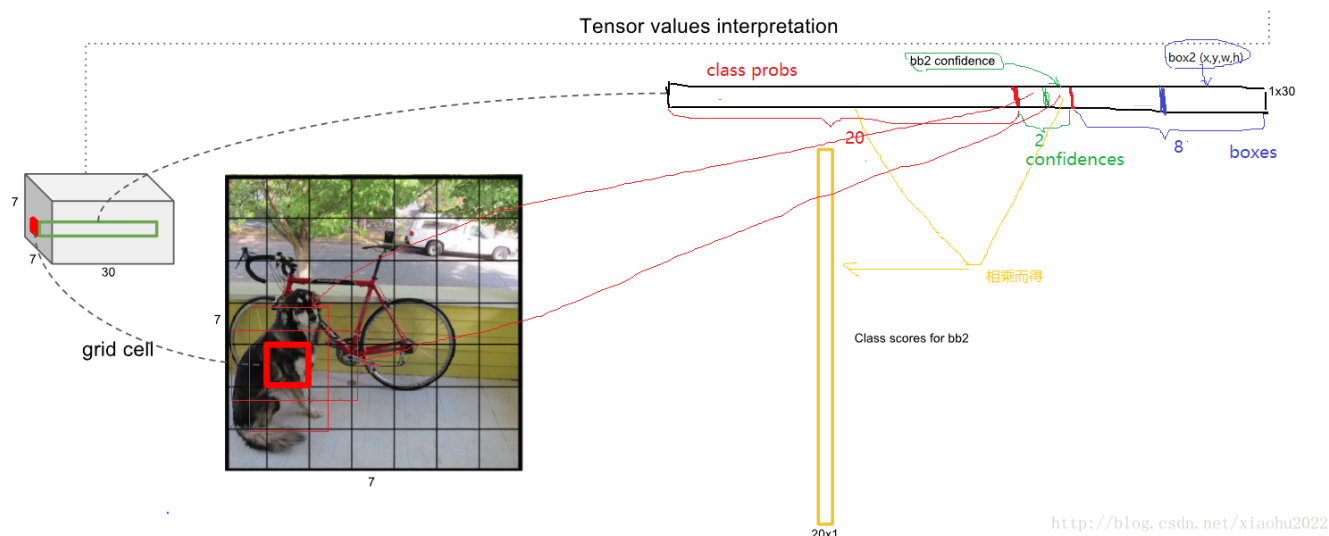 Tensor values interpretation
bb2 confidence
box2 (x,y,w,h)
class probs
1x30
20
2
8
confidences
boxes
7
7
30
grid cell
7
7
相乘而得
Class scores for bb2
20x1
http://blog.csdn.net/xiaohu2022